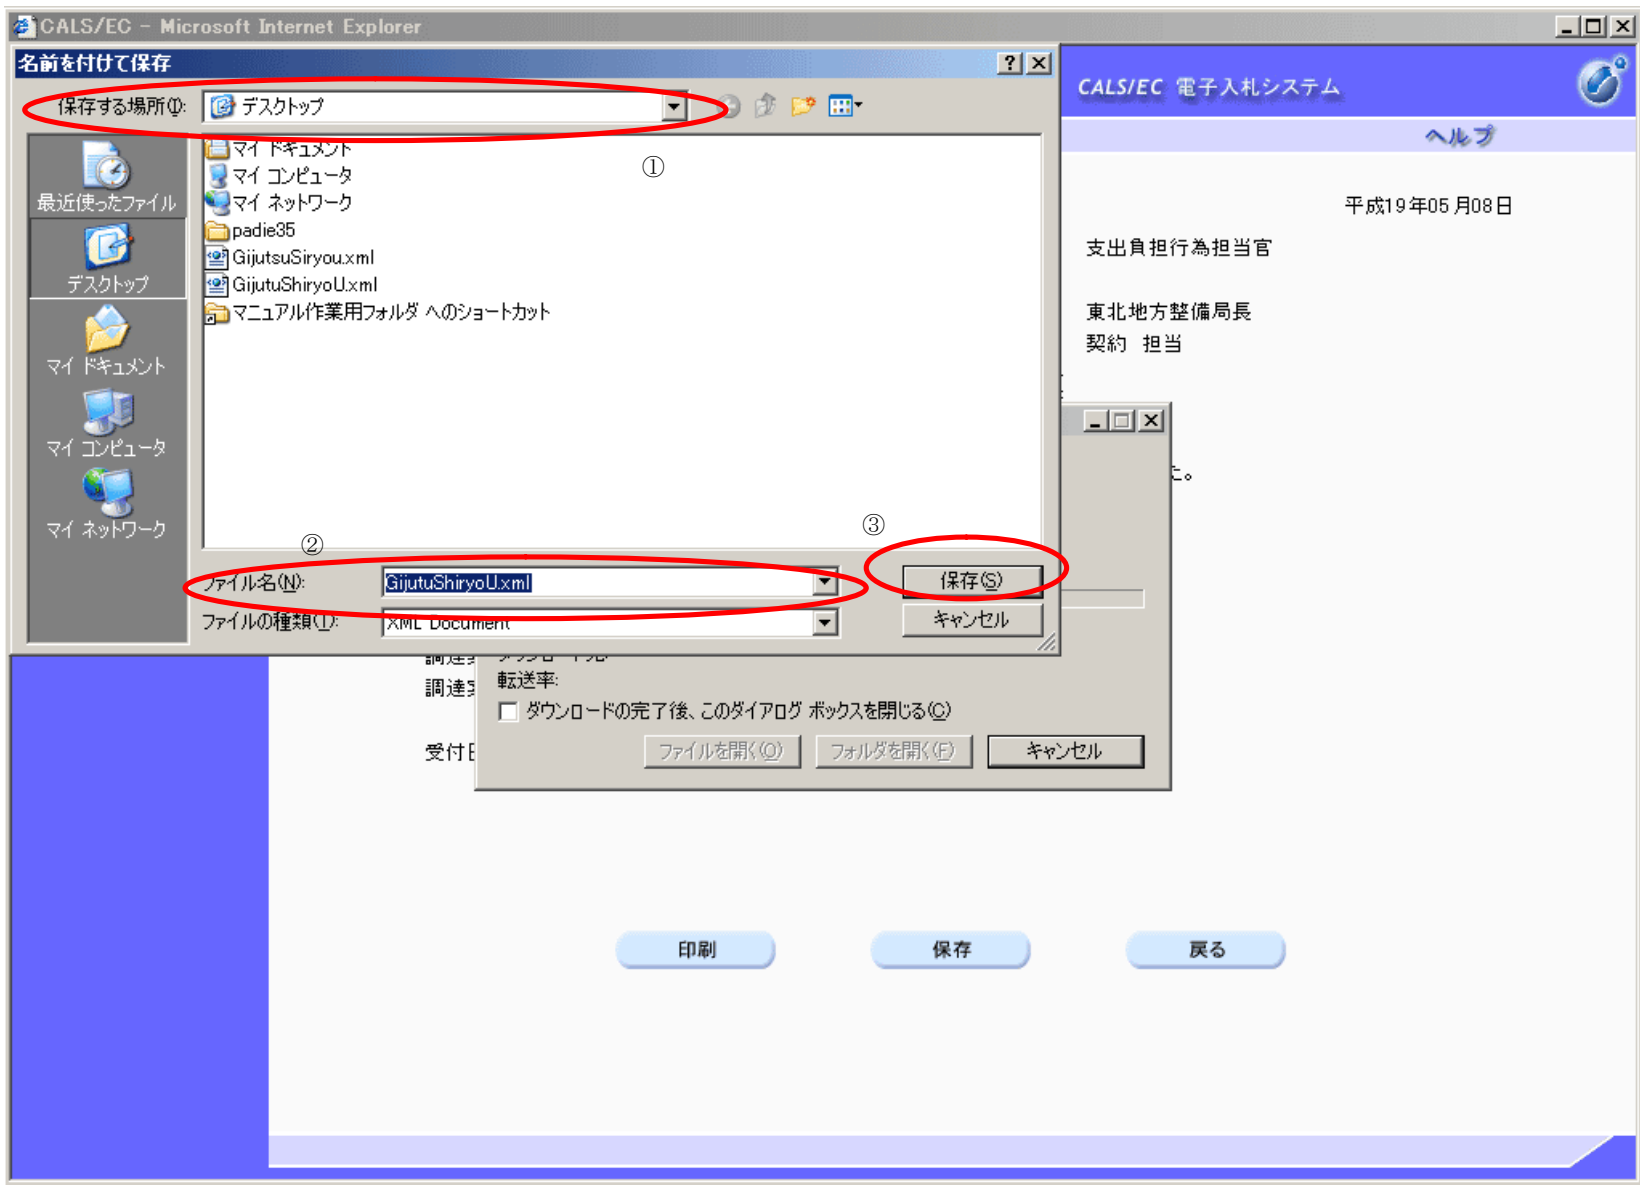 CALS/EC - Microsoft Internet Explorer
名前を付けて保存
保存する場所(I):
デスクトップ
①
最近使ったファイル
デスクトップ
マイ ドキュメント
マイ コンピュータ
マイ ネットワーク
マイ ドキュメント
マイ コンピュータ
マイ ネットワーク
padie35
GijutsuSiryou.xml
GijutuShiryoU.xml
マニュアル作業用フォルダ へのショートカット
②
③
ファイル名(N):
GijutuShiryoU.xml
保存(S)
ファイルの種類(T):
XML Document
キャンセル
CALS/EC 電子入札システム
ヘルプ
平成19年05月08日
支出負担行為担当官
東北地方整備局長
契約 担当
た。
調達
転送率:
調達
ダウンロードの完了後、このダイアログ ボックスを閉じる(C)
受付
ファイルを開く(O)
フォルダを開く(F)
キャンセル
印刷
保存
戻る